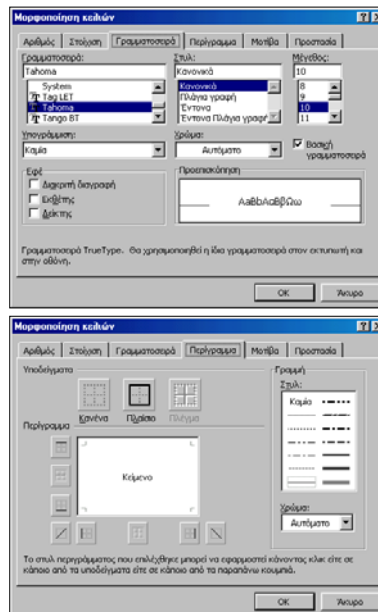 Μορφοποίηση κελιών
Αριθμός Στοίχιση Γραμματοσειρά Περίγραμμα Μοτίβα Προστασία
Γραμματοσειρά: Στυλ: Μέγεθος:
Tahoma Κανονικά 10
System Κανονικά 8
Tag LET Πλάγια γραφή 9
Tahoma Έντονα 10
Tango BT Έντονα Πλάγια γραφή 11
Υπογράμμιση: Χρώμα:
Καμία Αυτόματο Βασική γραμματοσειρά
Εφέ Προεπισκόπηση
Διακριτή διαγραφή
Εκθέτης AaBbΑαΒβΩω
Δείκτης
Γραμματοσειρά TrueType. Θα χρησιμοποιηθεί η ίδια γραμματοσειρά στον εκτυπωτή και
στην οθόνη.
OK Άκυρο
Μορφοποίηση κελιών
Αριθμός Στοίχιση Γραμματοσειρά Περίγραμμα Μοτίβα Προστασία
Υποδείγματα Γραμμή
Στυλ:
Καμία
Κανένα Πλαίσιο Πλέγμα
Περίγραμμα
Κείμενο
Χρώμα:
Αυτόματο
Το στυλ περιγράμματος που επιλέχθηκε μπορεί να εφαρμοστεί κάνοντας κλικ είτε σε
κάποιο από τα υποδείγματα είτε σε κάποιο από τα παραπάνω κουμπιά.
OK Άκυρο